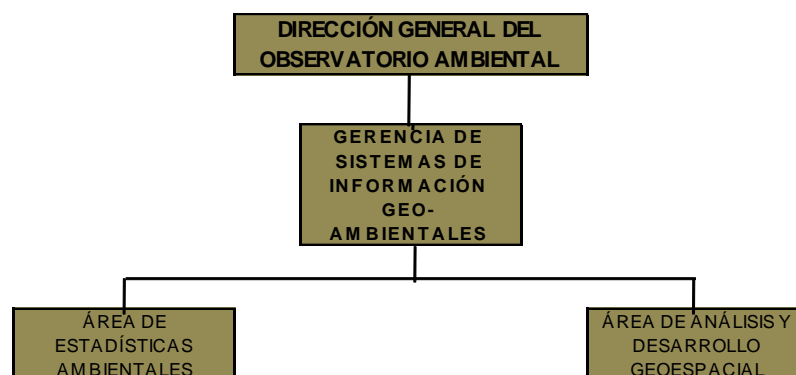 DIRECCIÓN GENERAL DEL
OBSERVATORIO AMBIENTAL
GERENCIA DE
SISTEMAS DE
INFORMACIÓN
GEO-
AMBIENTALES
ÁREA DE
ESTADÍSTICAS
AMBIENTALES
ÁREA DE ANÁLISIS Y
DESARROLLO
GEOESPACIAL